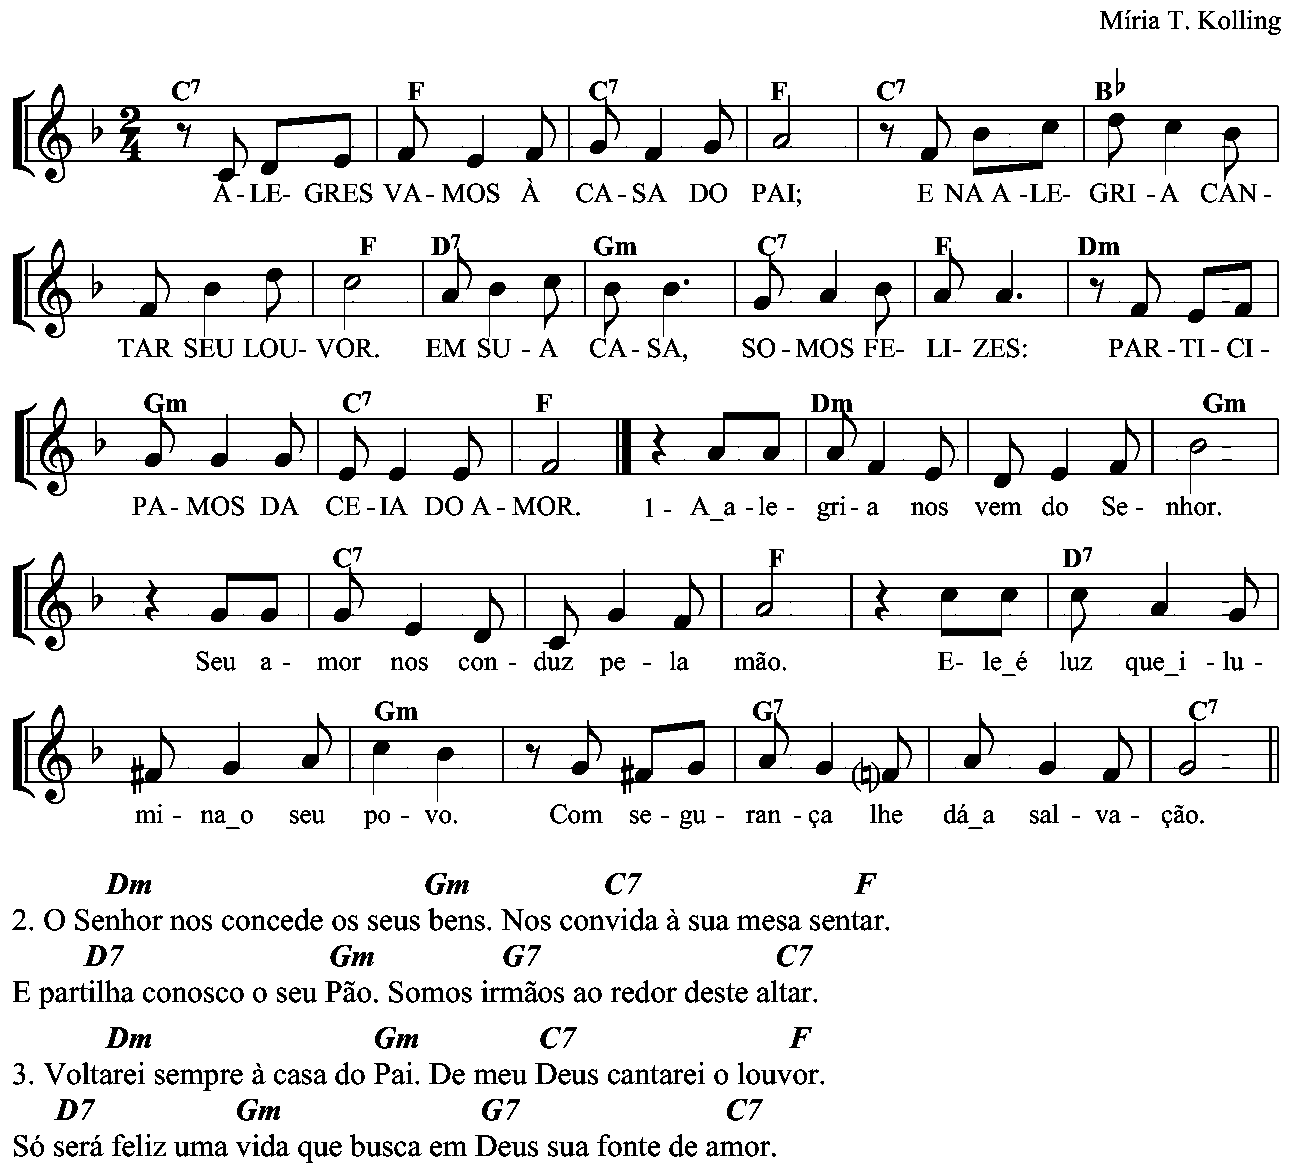 Míria T. Kolling
C7 F C7 F C7 Bb
2
4
A-LE- GRES VA-MOS À CA-SA DO PAI; E NA A-LE- GRI-A CAN-
F D7 Gm C7 F Dm
TAR SEU LOU- VOR. EM SU-A CA-SA, SO-MOS FE- LI-ZES: PAR-TI-CI-
Gm C7 F Dm Gm
PA-MOS DA CE-IA DO A-MOR. 1- A_a-le- gri-a nos vem do Se- nhor.
C7 F D7
Seu a- mor nos con- duz pe- la mão. E- le_é luz que_i-lu-
Gm G7 C7
mi- na_o seu po- vo. Com se-gu- ran-ça lhe dá_a sal-va- ção.
Dm Gm C7 F
2. O Senhor nos concede os seus bens. Nos convida à sua mesa sentar.
D7 Gm G7 C7
E partilha conosco o seu Pão. Somos irmãos ao redor deste altar.
Dm Gm C7 F
3. Voltarei sempre à casa do Pai. De meu Deus cantarei o louvor.
D7 Gm G7 C7
Só será feliz uma vida que busca em Deus sua fonte de amor.